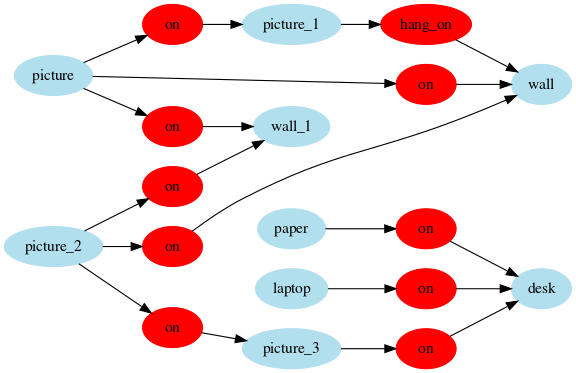 on
picture_1
hang_on
picture
on
wall
on
wall_1
on
picture_2
on
paper
on
laptop
on
desk
on
picture_3
on